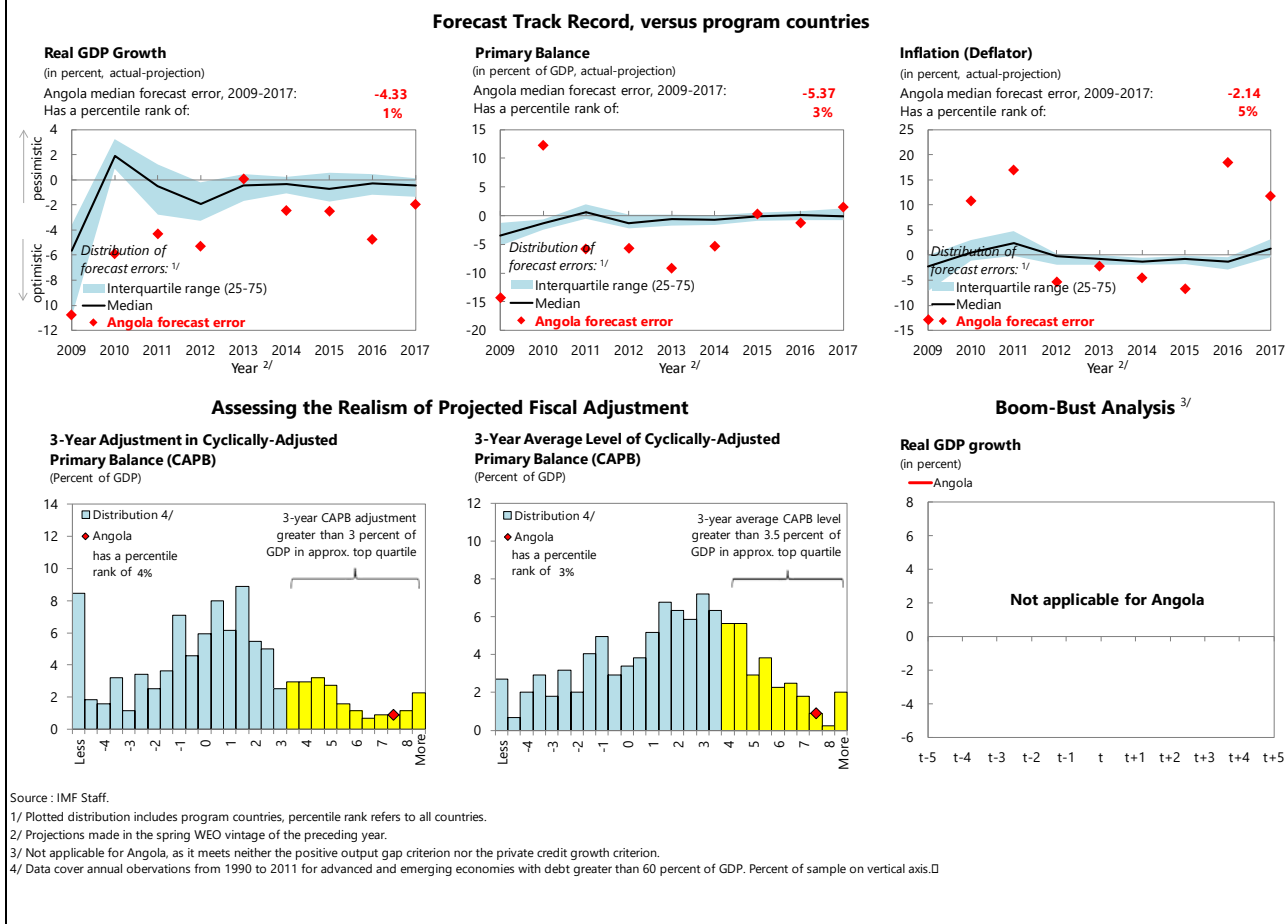 Forecast Track Record, versus program countries
Real GDP Growth
(in percent, actual-projection)
Angola median forecast error, 2009-2017: -4.33
Has a percentile rank of: 1%
pessimistic
optimistic
4
2
0
-2
-4
-6
-8
-10
-12
Distribution of
forecast errors: 1/
Interquartile range (25-75)
Median
Angola forecast error
2009 2010 2011 2012 2013 2014 2015 2016 2017
Year 2/
Primary Balance
(in percent of GDP, actual-projection)
Angola median forecast error, 2009-2017: -5.37
Has a percentile rank of: 3%
15
10
5
0
-5
-10
-15
-20
Distribution of
forecast errors: 1/
Interquartile range (25-75)
Median
Angola forecast error
2009 2010 2011 2012 2013 2014 2015 2016 2017
Year 2/
Inflation (Deflator)
(in percent, actual-projection)
Angola median forecast error, 2009-2017: -2.14
Has a percentile rank of: 5%
25
20
15
10
5
0
-5
-10
-15
Distribution of
forecast errors: 1/
Interquartile range (25-75)
Median
Angola forecast error
2009 2010 2011 2012 2013 2014 2015 2016 2017
Year 2/
Assessing the Realism of Projected Fiscal Adjustment
3-Year Adjustment in Cyclically-Adjusted
Primary Balance (CAPB)
(Percent of GDP)
14
12
10
8
6
4
2
0
Distribution 4/
Angola
has a percentile
rank of 4%
3-year CAPB adjustment
greater than 3 percent of
GDP in approx. top quartile
Less -4 -3 -2 -1 0 1 2 3 4 5 6 7 8 More
3-Year Average Level of Cyclically-Adjusted
Primary Balance (CAPB)
(Percent of GDP)
12
10
8
6
4
2
0
Distribution 4/
Angola
has a percentile
rank of 3%
3-year average CAPB level
greater than 3.5 percent of
GDP in approx. top quartile
Less -4 -3 -2 -1 0 1 2 3 4 5 6 7 8 More
Boom-Bust Analysis 3/
Real GDP growth
(in percent)
Angola
8
6
4
2
0
-2
-4
-6
Not applicable for Angola
t-5 t-4 t-3 t-2 t-1 t t+1 t+2 t+3 t+4 t+5
Source : IMF Staff.
1/ Plotted distribution includes program countries, percentile rank refers to all countries.
2/ Projections made in the spring WEO vintage of the preceding year.
3/ Not applicable for Angola, as it meets neither the positive output gap criterion nor the private credit growth criterion.
4/ Data cover annual obervations from 1990 to 2011 for advanced and emerging economies with debt greater than 60 percent of GDP. Percent of sample on vertical axis.